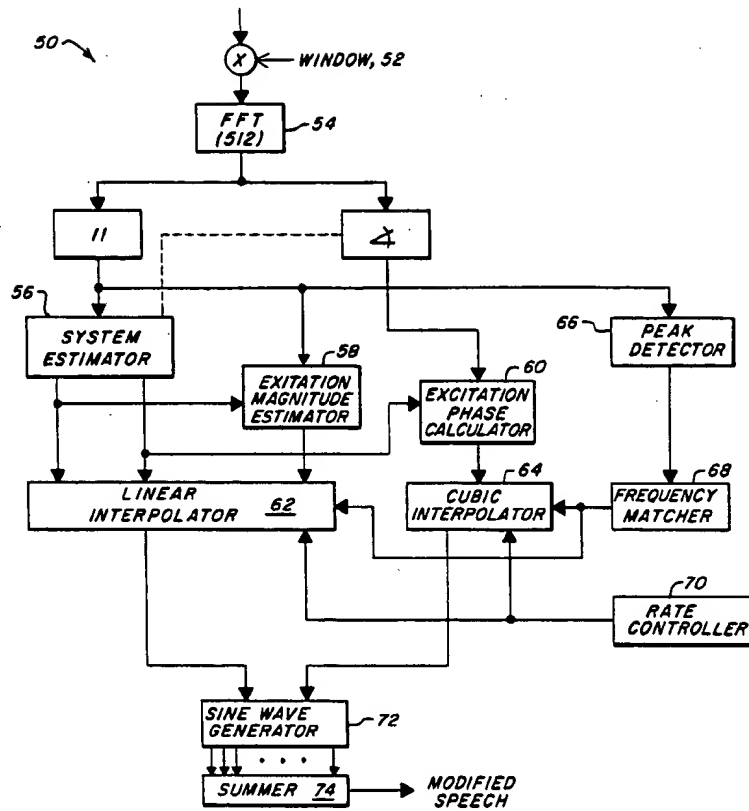 50
X
WINDOW, 52
FFT
(512)
54
| |
∡
56
SYSTEM
ESTIMATOR
58
EXITATION
MAGNITUDE
ESTIMATOR
60
EXCITATION
PHASE
CALCULATOR
66
PEAK
DETECTOR
LINEAR
INTERPOLATOR 62
64
CUBIC
INTERPOLATOR
68
FREQUENCY
MATCHER
70
RATE
CONTROLLER
SINE WAVE
GENERATOR
72
. . .
SUMMER 74
MODIFIED
SPEECH